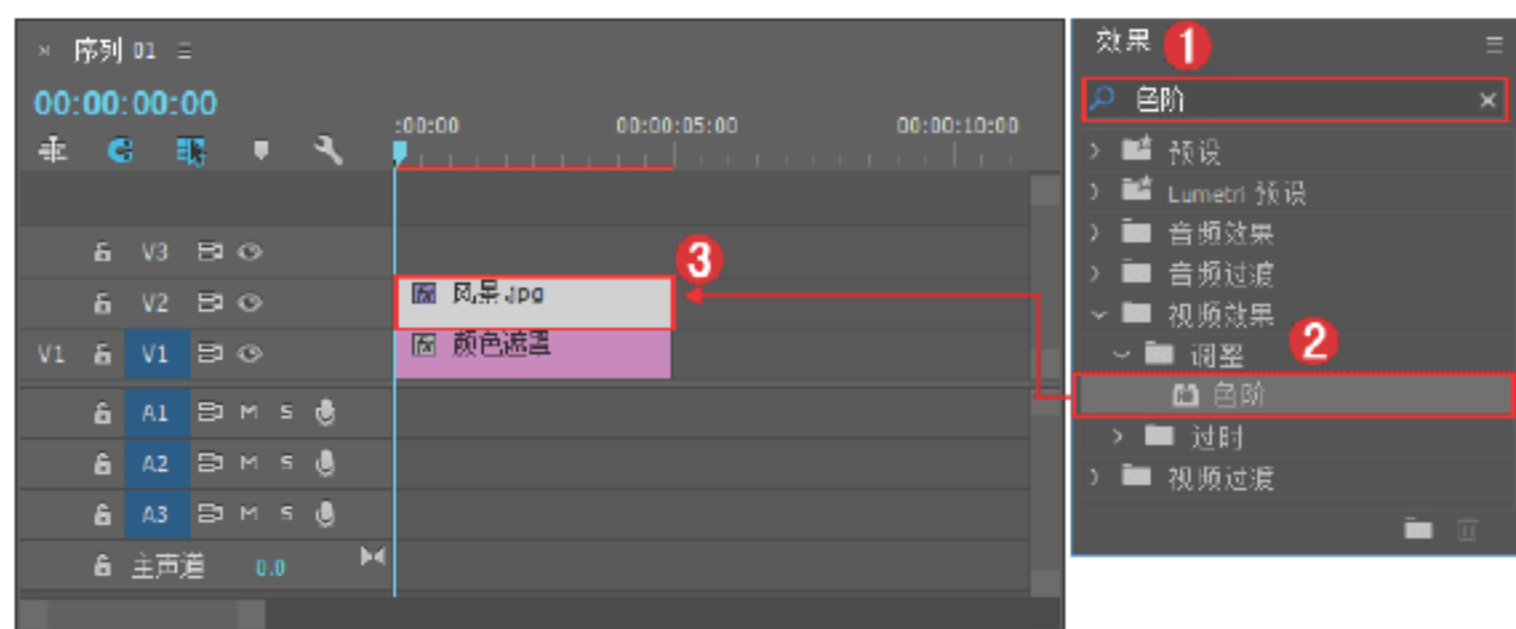 序列 01
00:00:00:00
:00:00 00:00:05:00 00:00:10:00
V3
3
V2
风景.jpg
V1 V1
颜色遮罩
A1 M S
A2 M S
A3 M S
主声道 0.0
效果 1
色阶
预设
Lumetri 预设
音频效果
音频过渡
视频效果
调整 2
色阶
过时
视频过渡